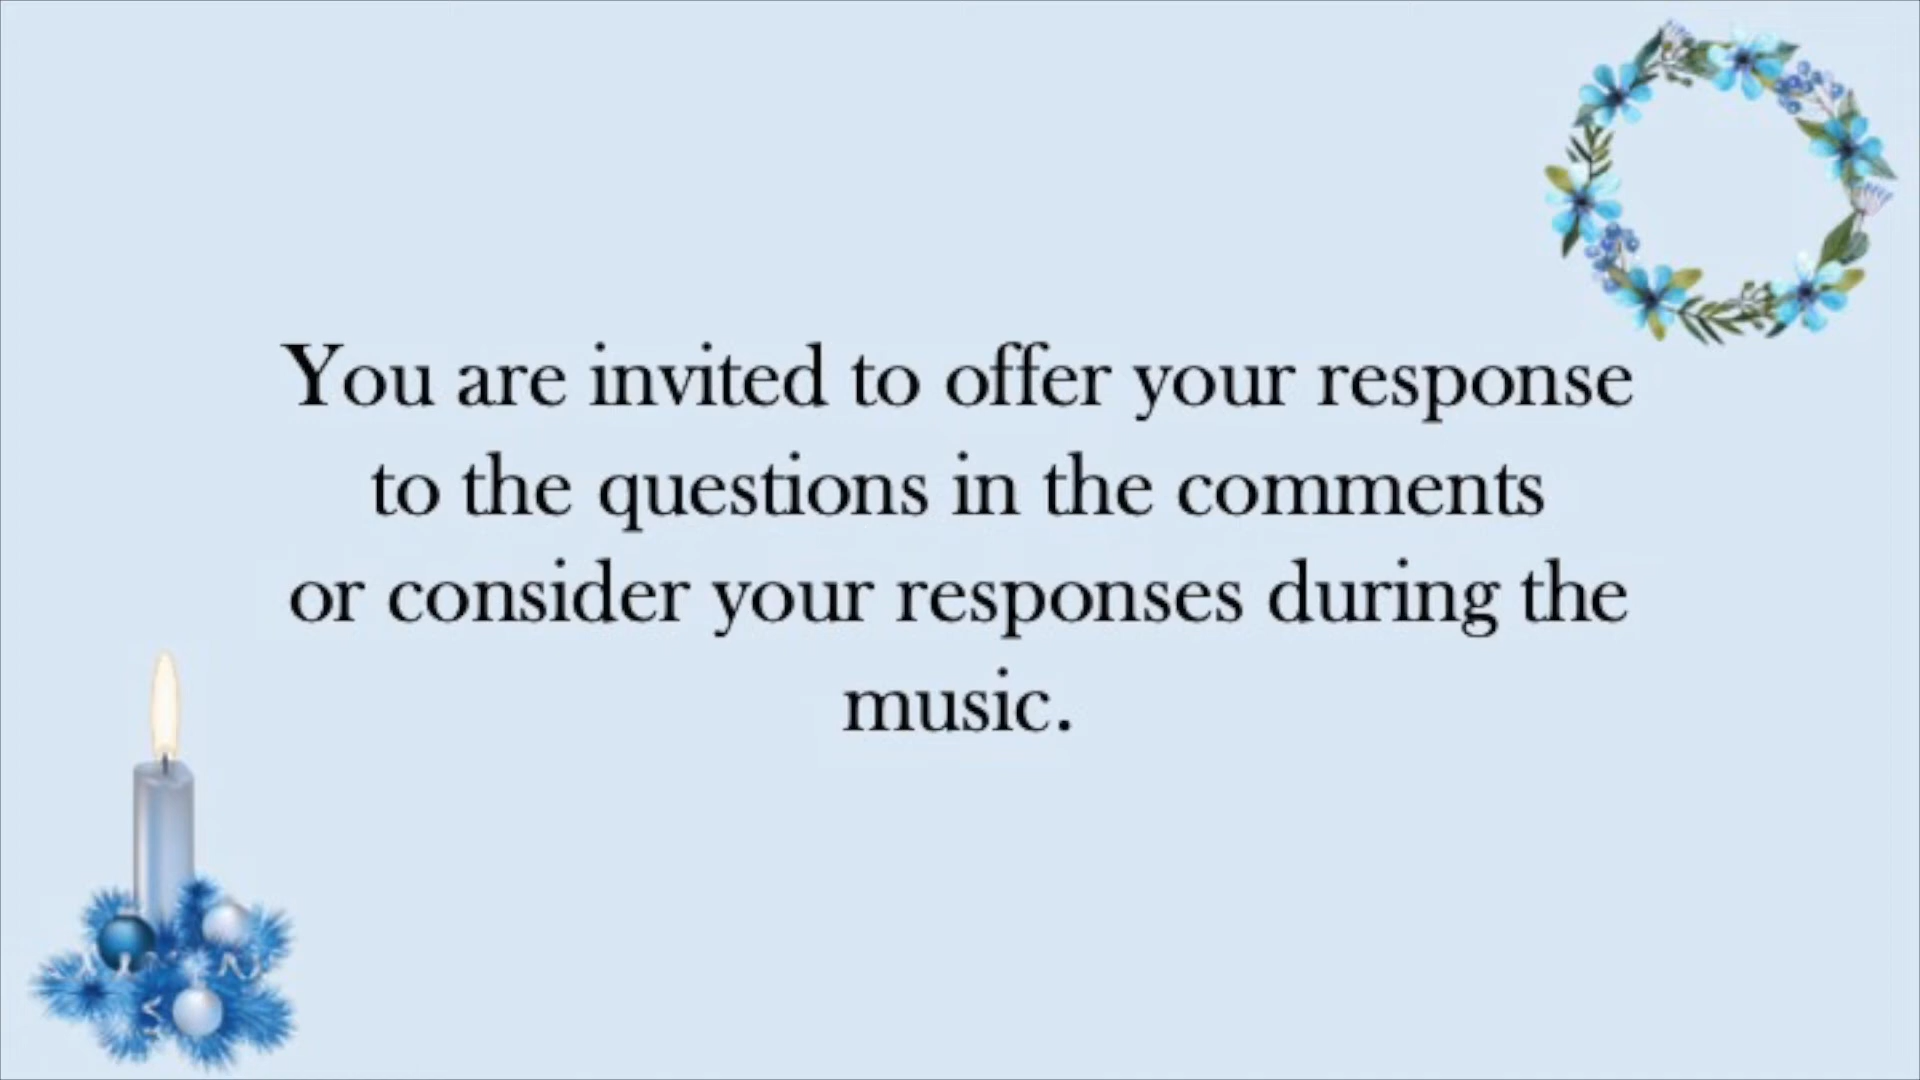 You are invited to offer your response
to the questions in the comments
or consider your responses during the
music.